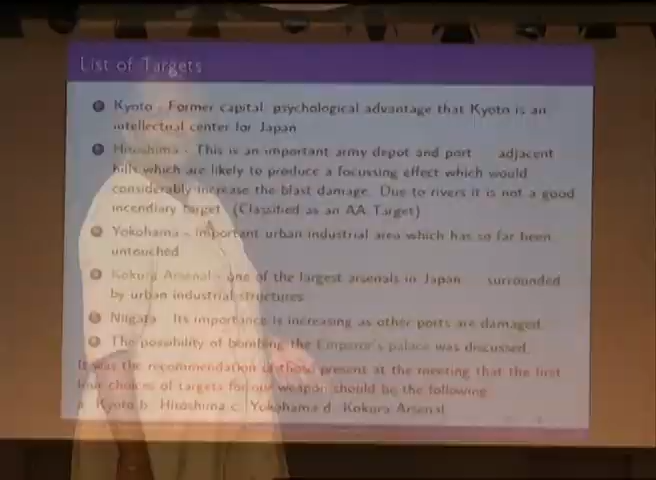 List of Targets
Kyoto - Former capital, psychological advantage that Kyoto is an
intellectual center for Japan
Hiroshima - This is an important army depot and port adjacent
hills which are likely to produce a focussing effect which would
considerably increase the blast damage. Due to rivers it is not a good
incendiary target. (Classified as an AA Target)
Yokohama - important urban industrial area which has so far been
untouched
Kokura Arsenal - one of the largest arsenals in Japan surrounded
by urban industrial structures
Niigata Its importance is increasing as other ports are damaged.
The possibility of bombing the Emperor's palace was discussed.
It was the recommendation of those present at the meeting that the first
four choices of targets for our weapon should be the following
a Kyoto b Hiroshima c Yokohama d Kokura Arsenal